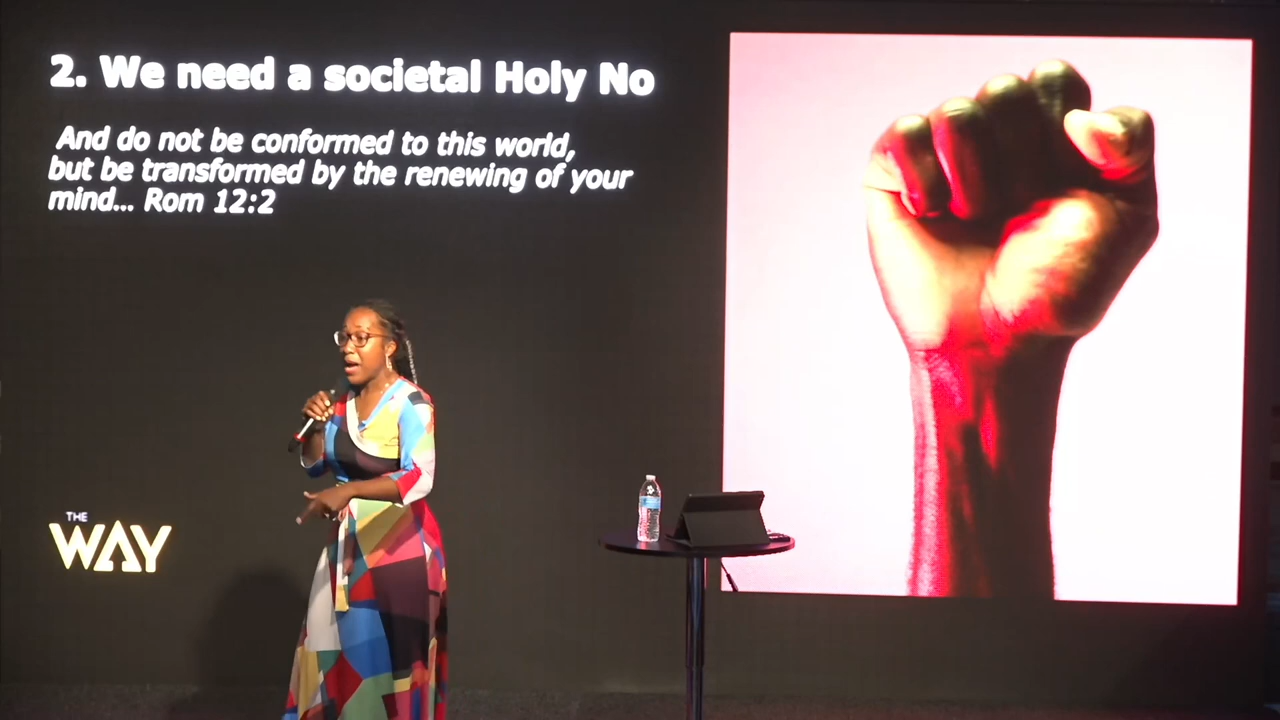 2. We need a societal Holy No
And do not be conformed to this world,
but be transformed by the renewing of your
mind... Rom 12:2
THE
WAY